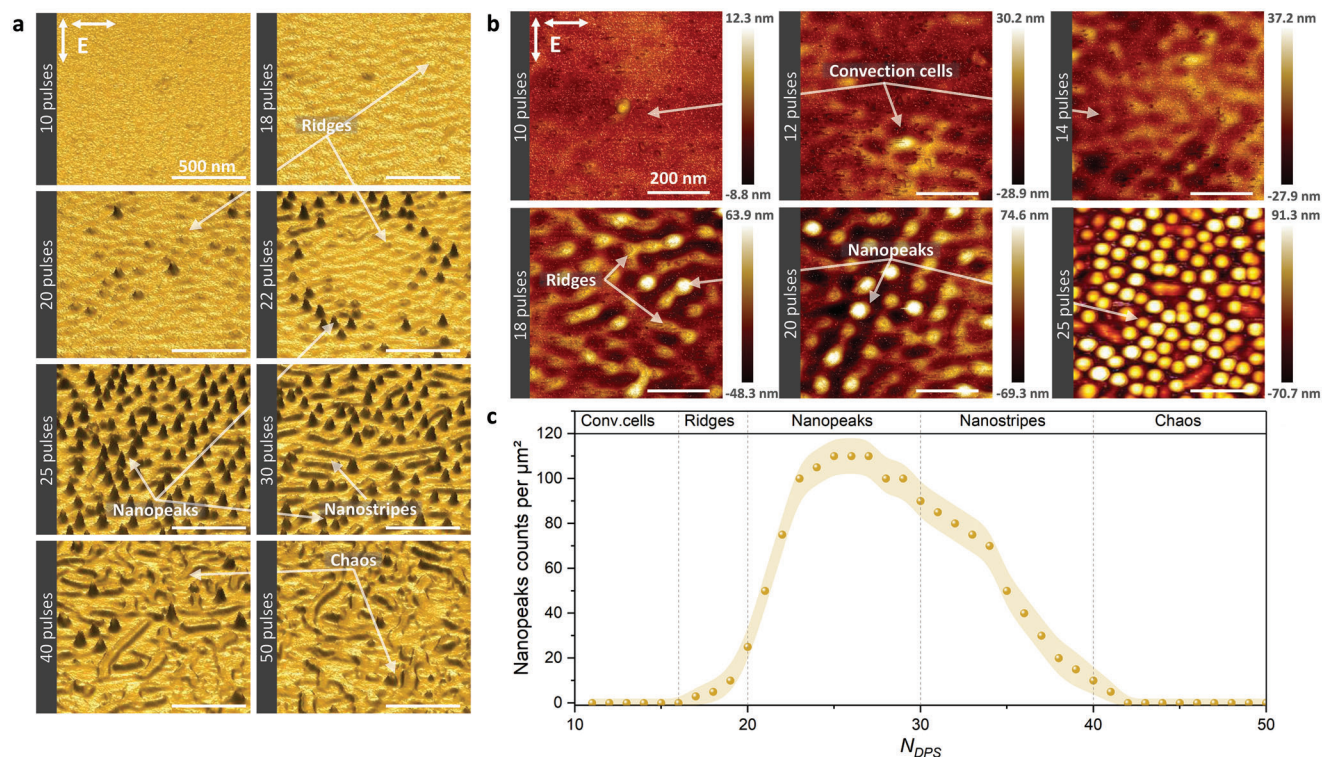 a
E
10 pulses
500 nm
18 pulses
Ridges
20 pulses
22 pulses
25 pulses
Nanopeaks
30 pulses
Nanostripes
40 pulses
Chaos
50 pulses
b
E
10 pulses
200 nm
12.3 nm
-8.8 nm
12 pulses
Convection cells
30.2 nm
-28.9 nm
14 pulses
37.2 nm
-27.9 nm
18 pulses
Ridges
63.9 nm
-48.3 nm
20 pulses
Nanopeaks
74.6 nm
-69.3 nm
25 pulses
91.3 nm
-70.7 nm
c
Conv.cells Ridges Nanopeaks Nanostripes Chaos
Nanopeaks counts per µm²
120
100
80
60
40
20
0
10 20 30 40 50
N_DPS